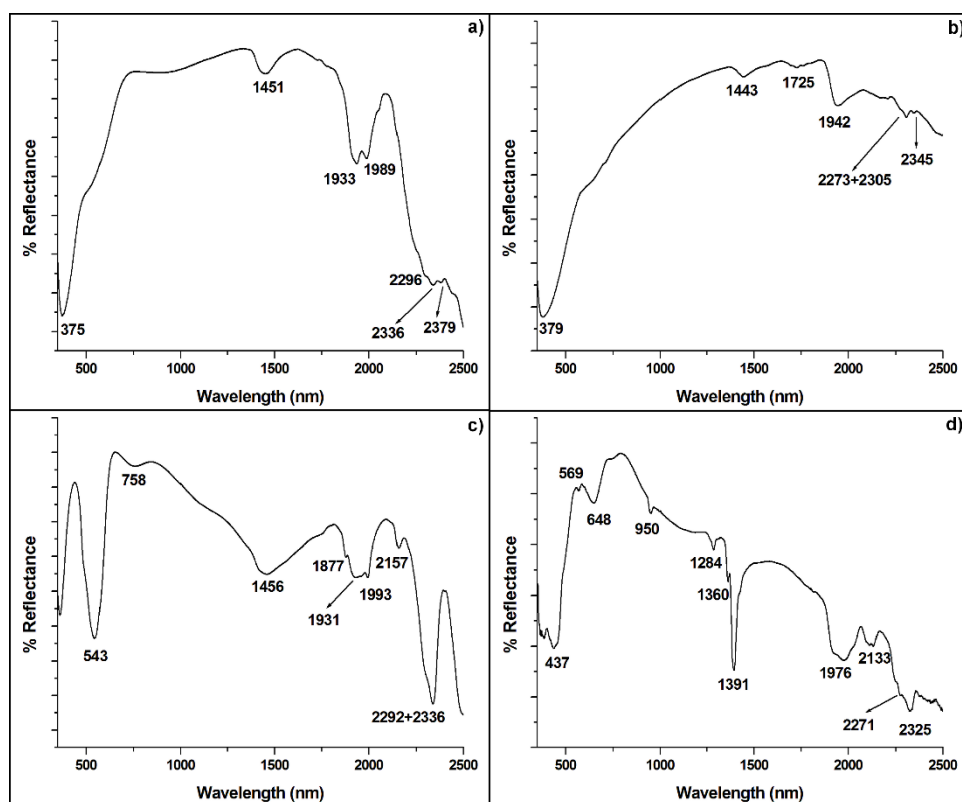 a)
% Reflectance
1451
1933
1989
2296
2336
2379
375
500 1000 1500 2000 2500
Wavelength (nm)
b)
% Reflectance
1443
1725
1942
2345
2273+2305
379
500 1000 1500 2000 2500
Wavelength (nm)
c)
% Reflectance
758
1456
1877
2157
1931
1993
543
2292+2336
500 1000 1500 2000 2500
Wavelength (nm)
d)
% Reflectance
569
648
950
1284
1360
437
1391
1976
2133
2271
2325
500 1000 1500 2000 2500
Wavelength (nm)